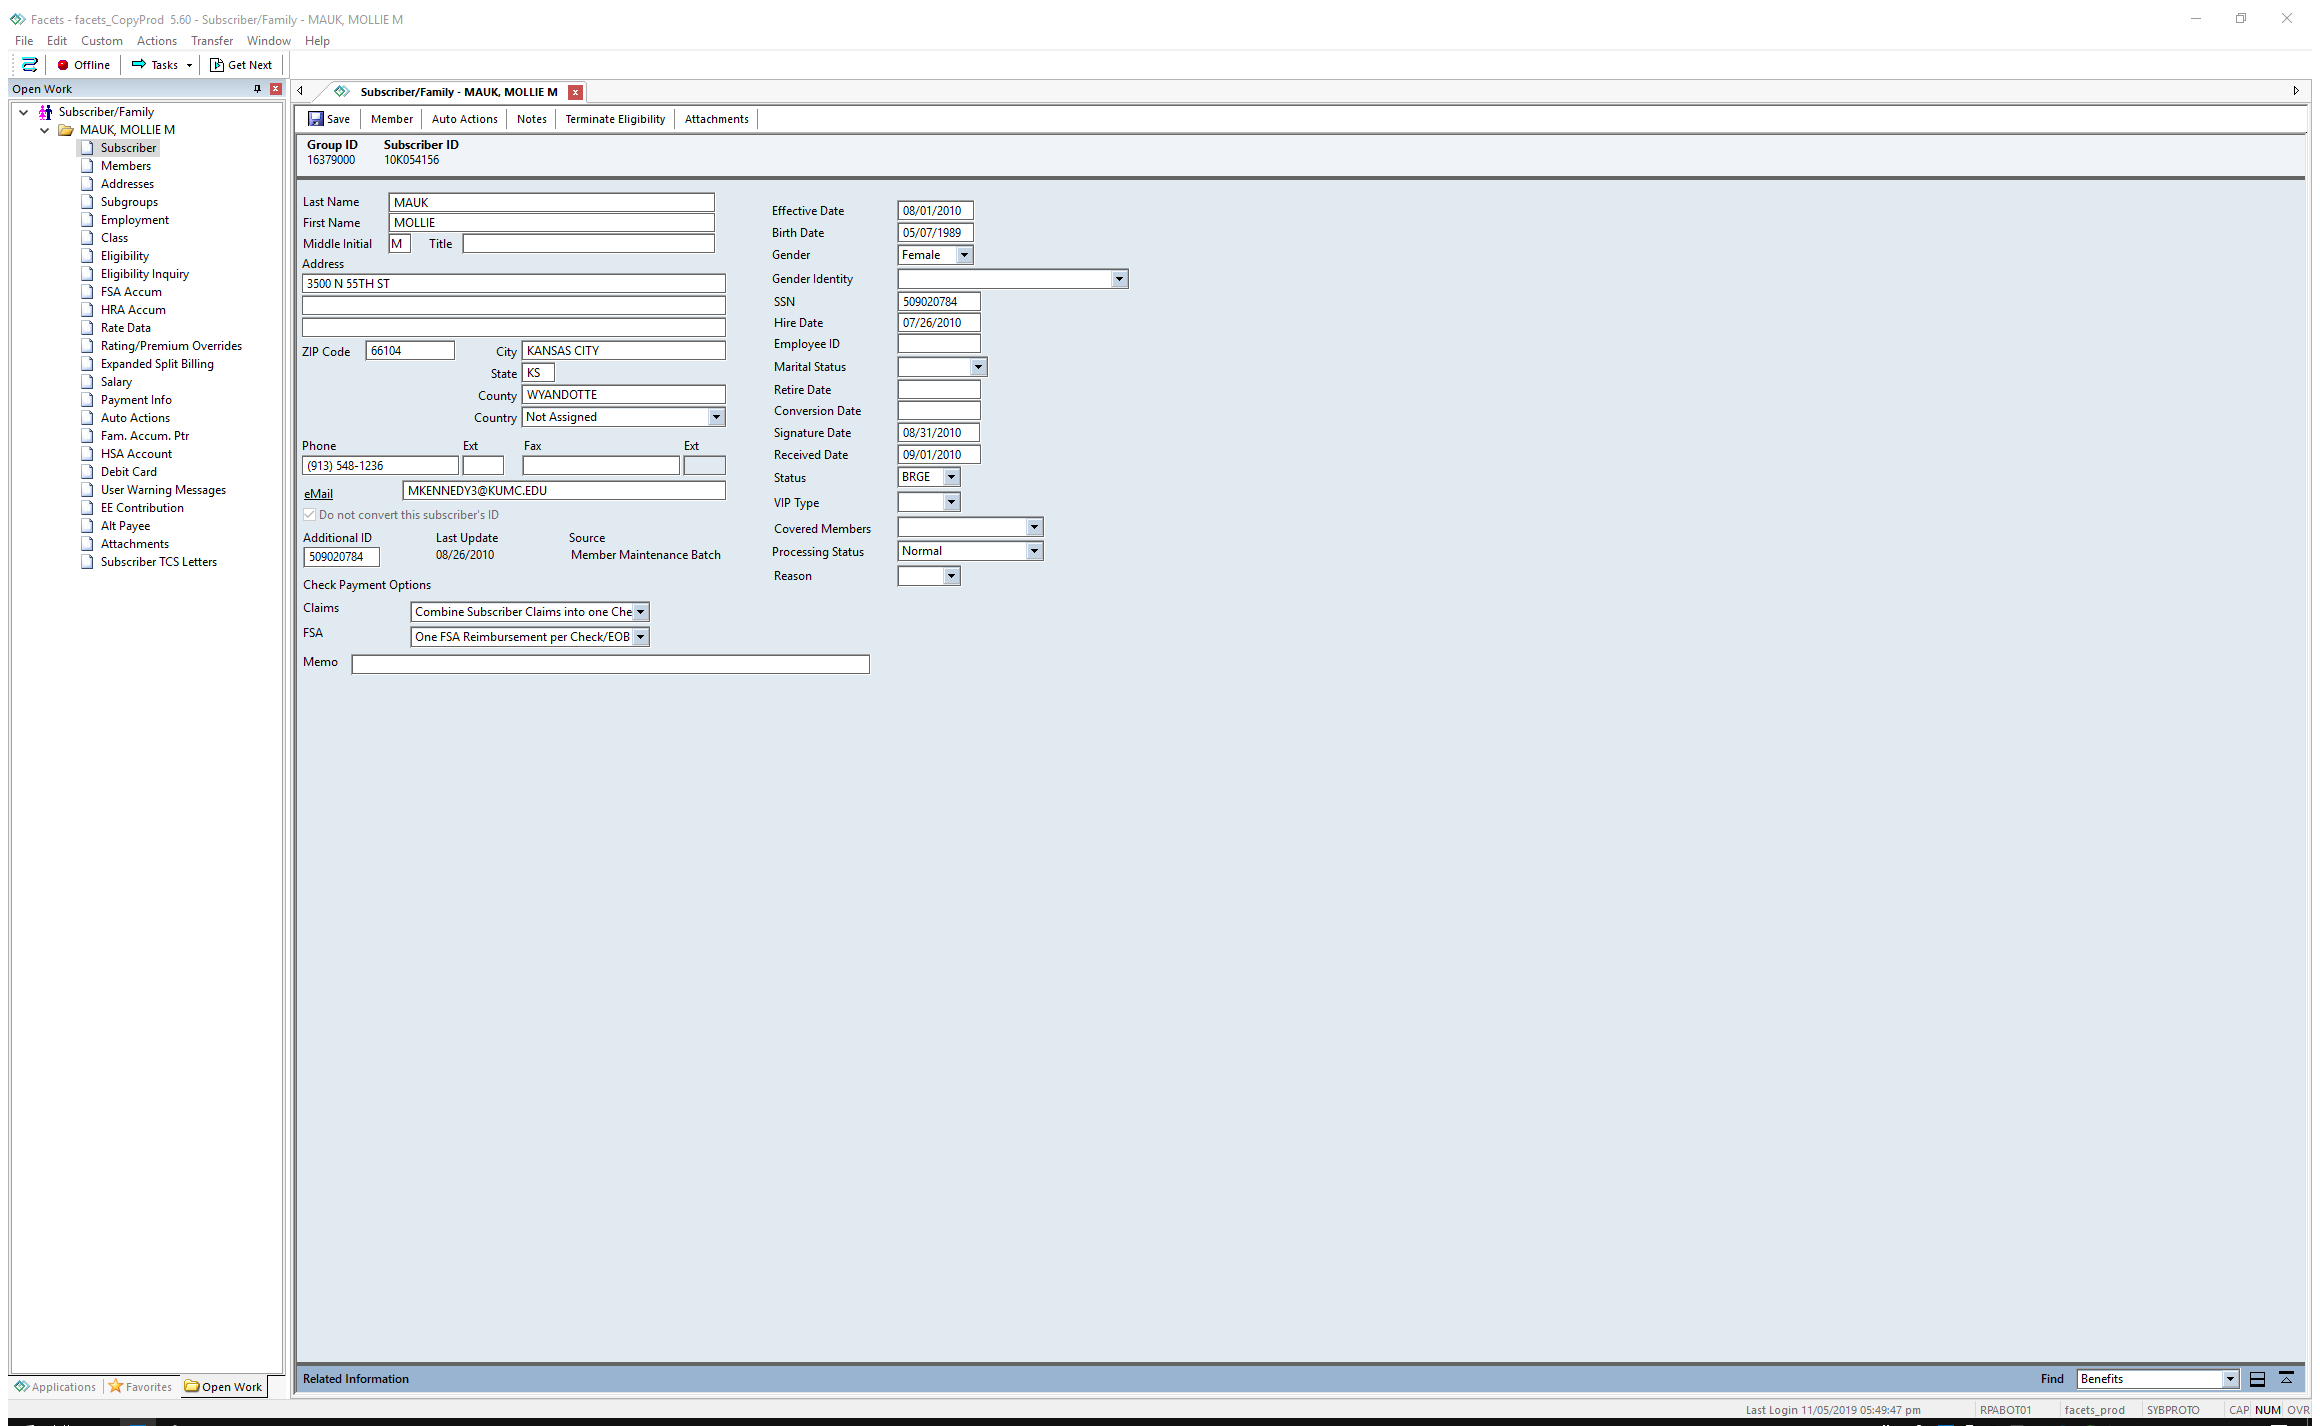 Facets - facets_CopyProd 5.60 - Subscriber/Family - MAUK, MOLLIE M
File Edit Custom Actions Transfer Window Help
Offline Tasks Get Next
Open Work
Subscriber/Family - MAUK, MOLLIE M
Subscriber/Family
MAUK, MOLLIE M
Subscriber
Members
Addresses
Subgroups
Employment
Class
Eligibility
Eligibility Inquiry
FSA Accum
HRA Accum
Rate Data
Rating/Premium Overrides
Expanded Split Billing
Salary
Payment Info
Auto Actions
Fam. Accum. Ptr
HSA Account
Debit Card
User Warning Messages
EE Contribution
Alt Payee
Attachments
Subscriber TCS Letters
Save Member Auto Actions Notes Terminate Eligibility Attachments
Group ID Subscriber ID
16379000 10K054156
Last Name MAUK
First Name MOLLIE
Middle Initial M Title
Address
3500 N 55TH ST
ZIP Code 66104 City KANSAS CITY
State KS
County WYANDOTTE
Country Not Assigned
Phone Ext Fax Ext
(913) 548-1236
eMail MKENNEDY3@KUMC.EDU
Do not convert this subscriber's ID
Additional ID Last Update Source
509020784 08/26/2010 Member Maintenance Batch
Check Payment Options
Claims Combine Subscriber Claims into one Che
FSA One FSA Reimbursement per Check/EOB
Memo
Effective Date 08/01/2010
Birth Date 05/07/1989
Gender Female
Gender Identity
SSN 509020784
Hire Date 07/26/2010
Employee ID
Marital Status
Retire Date
Conversion Date
Signature Date 08/31/2010
Received Date 09/01/2010
Status BRGE
VIP Type
Covered Members
Processing Status Normal
Reason
Related Information Find Benefits
Applications Favorites Open Work
Last Login 11/05/2019 05:49:47 pm RPABOT01 facets_prod SYBPROTO CAP NUM OVR